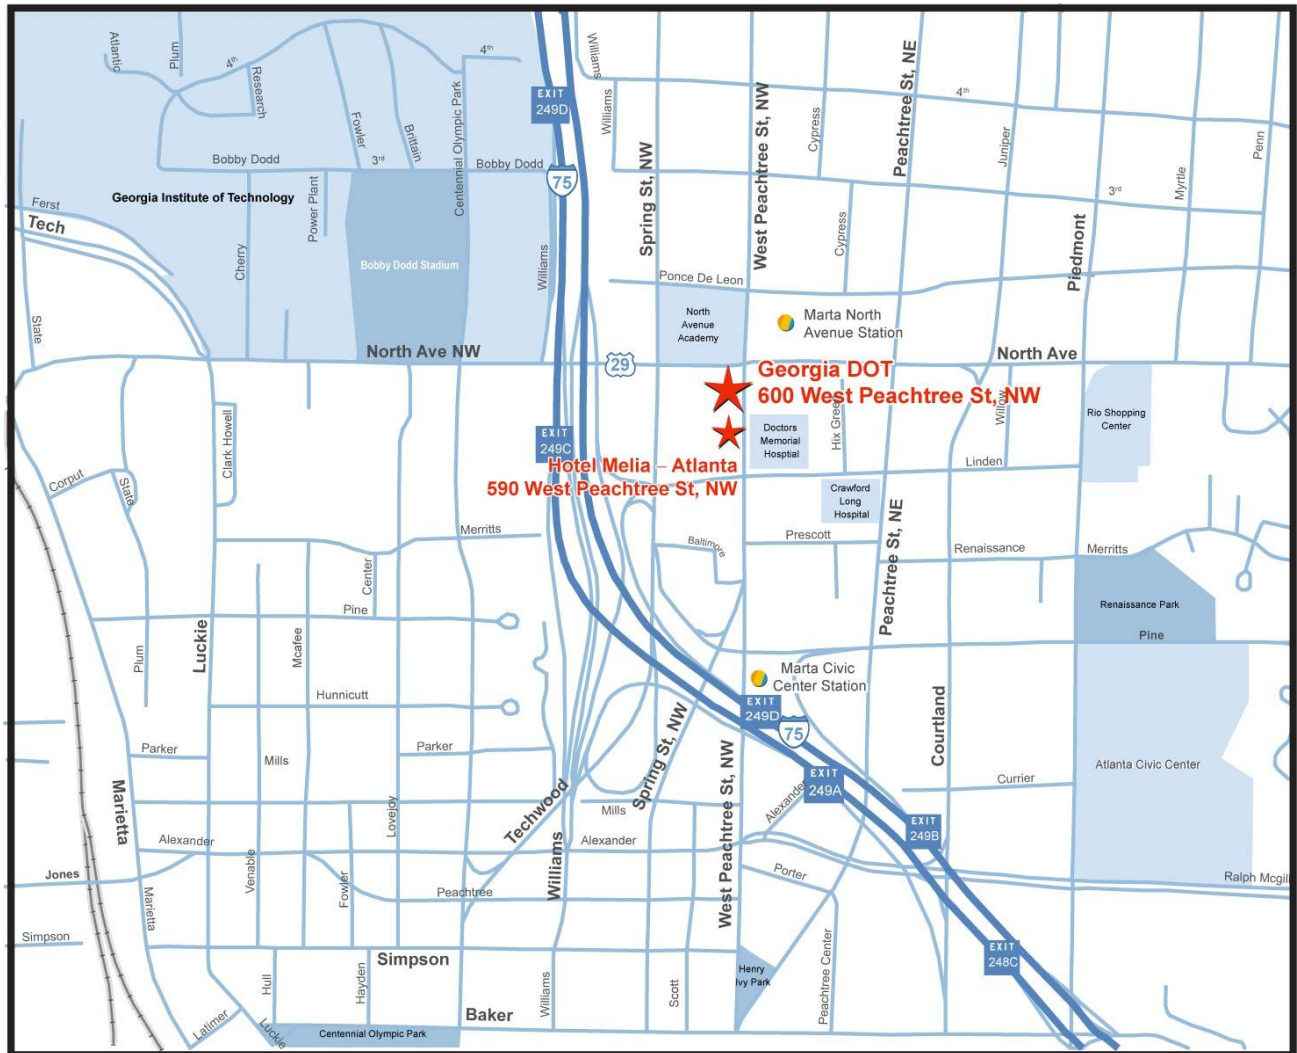 Atlantic
Plum
4th
Research
Fowler
Brittain
Centennial Olympic Park
4th
EXIT
249D
Williams
Williams
Spring St, NW
West Peachtree St, NW
Cypress
Peachtree St, NE
4th
Juniper
Penn
Bobby Dodd
3rd
Bobby Dodd
75
3rd
Myrtle
Georgia Institute of Technology
Ferst
Tech
Power Plant
Cherry
Bobby Dodd Stadium
Williams
Cypress
Piedmont
Ponce De Leon
State
North
Avenue
Academy
Marta North
Avenue Station
North Ave NW
29
North Ave
Georgia DOT
600 West Peachtree St, NW
Clark Howell
EXIT
249C
Doctors
Memorial
Hosptial
Hix Green
Willow
Rio Shopping
Center
Hotel Melia – Atlanta
590 West Peachtree St, NW
Linden
Corput
State
Crawford
Long
Hospital
Merritts
Baltimore
Prescott
Peachtree St, NE
Renaissance
Merritts
Center
Pine
Renaissance Park
Pine
Plum
Luckie
Mcafee
Hunnicutt
Marta Civic
Center Station
EXIT
249D
75
Spring St, NW
Courtland
Parker
Mills
Parker
West Peachtree St, NW
Atlanta Civic Center
Currier
Marietta
Lovejoy
Techwood
Mills
Alexander
EXIT
249A
EXIT
249B
Alexander
Alexander
Williams
Jones
Venable
Fowler
Peachtree
Porter
Ralph Mcgill
Marietta
Simpson
Simpson
Hull
Hayden
Williams
Scott
Henry
Ivy Park
Peachtree Center
EXIT
248C
Latimer
Luckie
Centennial Olympic Park
Baker